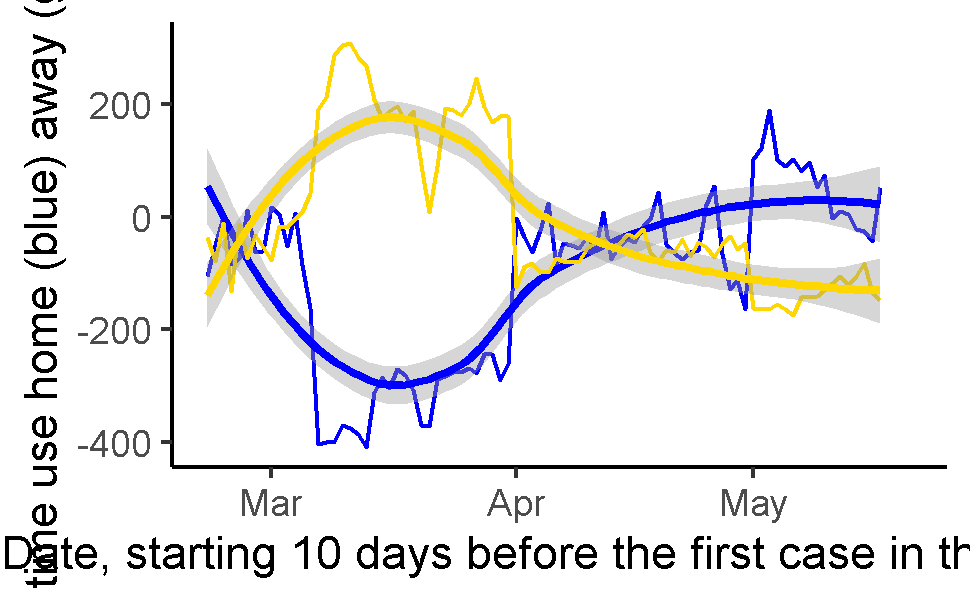 time use home (blue) away (
200
0
-200
-400
Mar Apr May
Date, starting 10 days before the first case in th